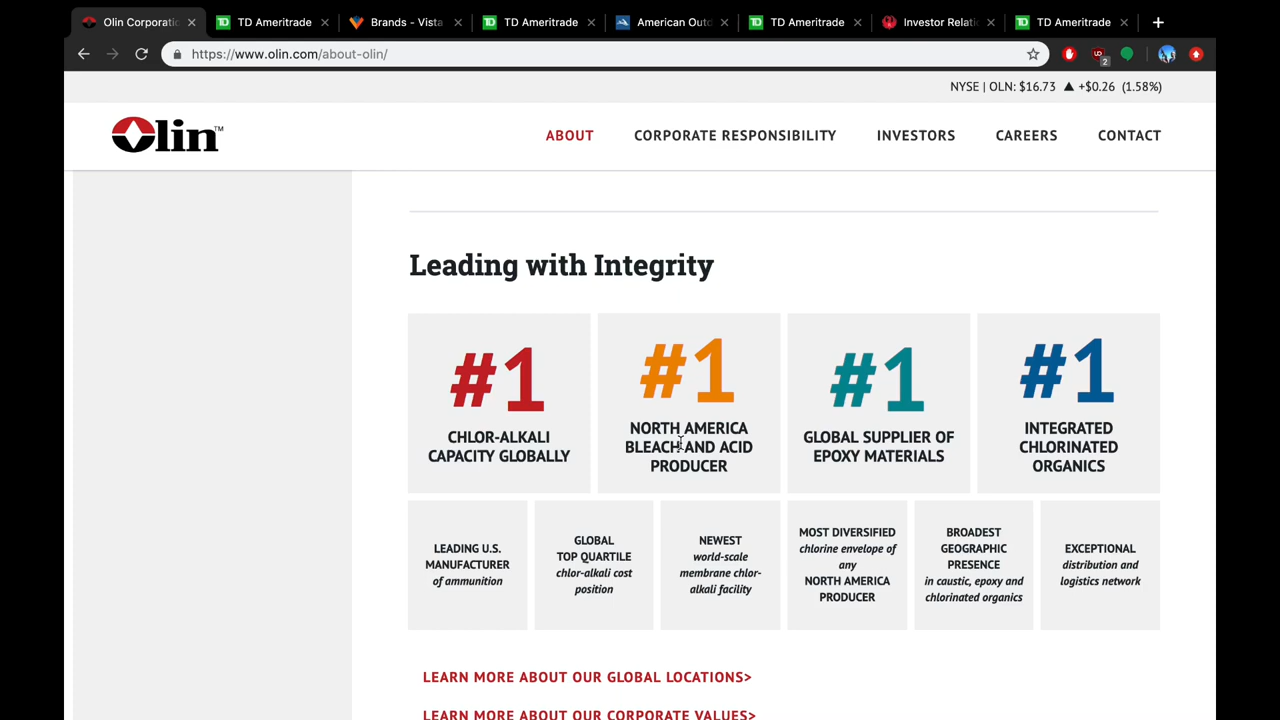 Olin Corporatio
TD Ameritrade
Brands - Vista
TD Ameritrade
American Outd
TD Ameritrade
Investor Relati
TD Ameritrade
https://www.olin.com/about-olin/
2
NYSE | OLN: $16.73 ▲ +$0.26 (1.58%)
Olin™
ABOUT
CORPORATE RESPONSIBILITY
INVESTORS
CAREERS
CONTACT
Leading with Integrity
#1
CHLOR-ALKALI
CAPACITY GLOBALLY
#1
NORTH AMERICA
BLEACH AND ACID
PRODUCER
#1
GLOBAL SUPPLIER OF
EPOXY MATERIALS
#1
INTEGRATED
CHLORINATED
ORGANICS
LEADING U.S.
MANUFACTURER
of ammunition
GLOBAL
TOP QUARTILE
chlor-alkali cost
position
NEWEST
world-scale
membrane chlor-
alkali facility
MOST DIVERSIFIED
chlorine envelope of
any
NORTH AMERICA
PRODUCER
BROADEST
GEOGRAPHIC
PRESENCE
in caustic, epoxy and
chlorinated organics
EXCEPTIONAL
distribution and
logistics network
LEARN MORE ABOUT OUR GLOBAL LOCATIONS>
LEARN MORE ABOUT OUR CORPORATE VALUES>